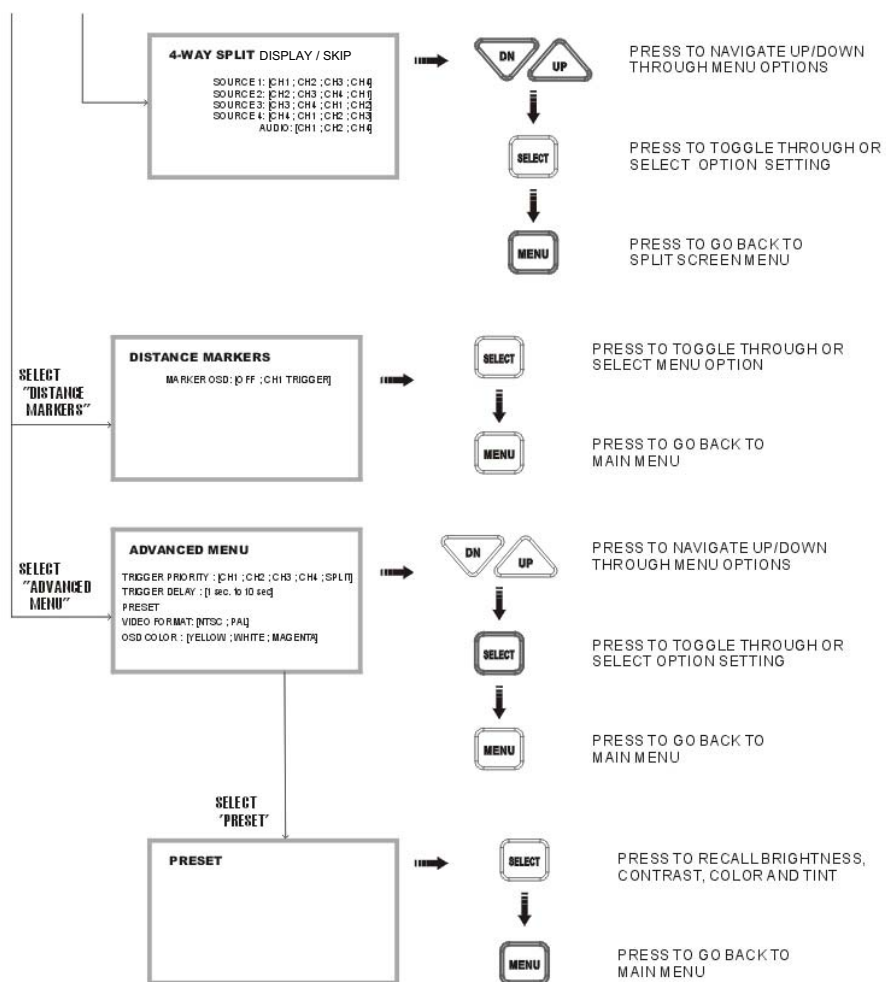 4-WAY SPLIT DISPLAY / SKIP
SOURCE 1: [CH1 ; CH2 ; CH3 ; CH4]
SOURCE 2: [CH2 ; CH3 ; CH4 ; CH1]
SOURCE 3: [CH3 ; CH4 ; CH1 ; CH2]
SOURCE 4: [CH4 ; CH1 ; CH2 ; CH3]
AUDIO: [CH1 ; CH2 ; CH4]
DN
UP
PRESS TO NAVIGATE UP/DOWN
THROUGH MENU OPTIONS
SELECT
PRESS TO TOGGLE THROUGH OR
SELECT OPTION SETTING
MENU
PRESS TO GO BACK TO
SPLIT SCREEN MENU
SELECT
"DISTANCE
MARKERS"
DISTANCE MARKERS
MARKER OSD: [OFF ; CH1 TRIGGER]
SELECT
PRESS TO TOGGLE THROUGH OR
SELECT MENU OPTION
MENU
PRESS TO GO BACK TO
MAIN MENU
SELECT
"ADVANCED
MENU"
ADVANCED MENU
TRIGGER PRIORITY : [CH1 ; CH2 ; CH3 ; CH4 ; SPLIT]
TRIGGER DELAY : [1 sec. to 10 sec]
PRESET
VIDEO FORMAT: [NTSC ; PAL]
OSD COLOR : [YELLOW ; WHITE ; MAGENTA]
DN
UP
PRESS TO NAVIGATE UP/DOWN
THROUGH MENU OPTIONS
SELECT
PRESS TO TOGGLE THROUGH OR
SELECT OPTION SETTING
MENU
PRESS TO GO BACK TO
MAIN MENU
SELECT
"PRESET'
PRESET
SELECT
PRESS TO RECALL BRIGHTNESS,
CONTRAST, COLOR AND TINT
MENU
PRESS TO GO BACK TO
MAIN MENU